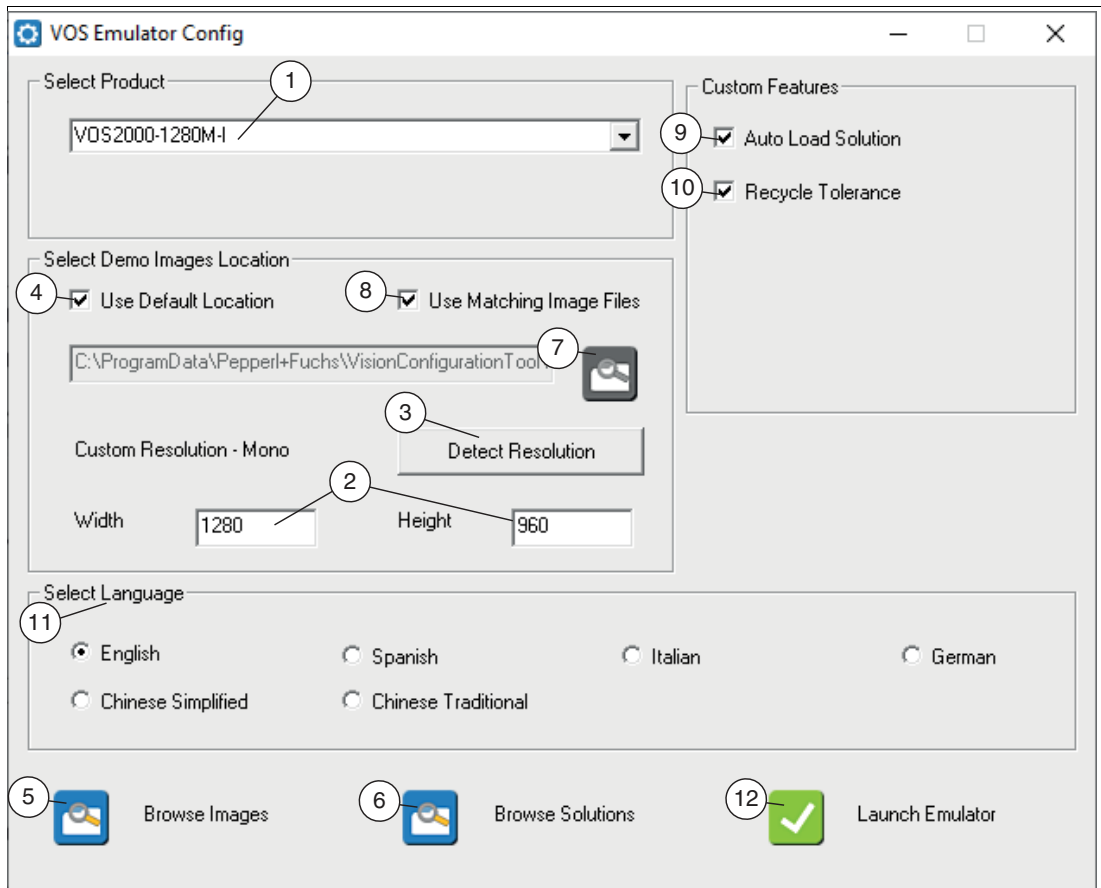 VOS Emulator Config
Select Product
1
VOS2000-1280M-I
Custom Features
9
Auto Load Solution
10
Recycle Tolerance
Select Demo Images Location
4
Use Default Location
8
Use Matching Image Files
C:\ProgramData\Pepperl+Fuchs\VisionConfigurationTool
7
3
Custom Resolution - Mono
Detect Resolution
2
Width
1280
Height
960
Select Language
11
English
Spanish
Italian
German
Chinese Simplified
Chinese Traditional
5
Browse Images
6
Browse Solutions
12
Launch Emulator